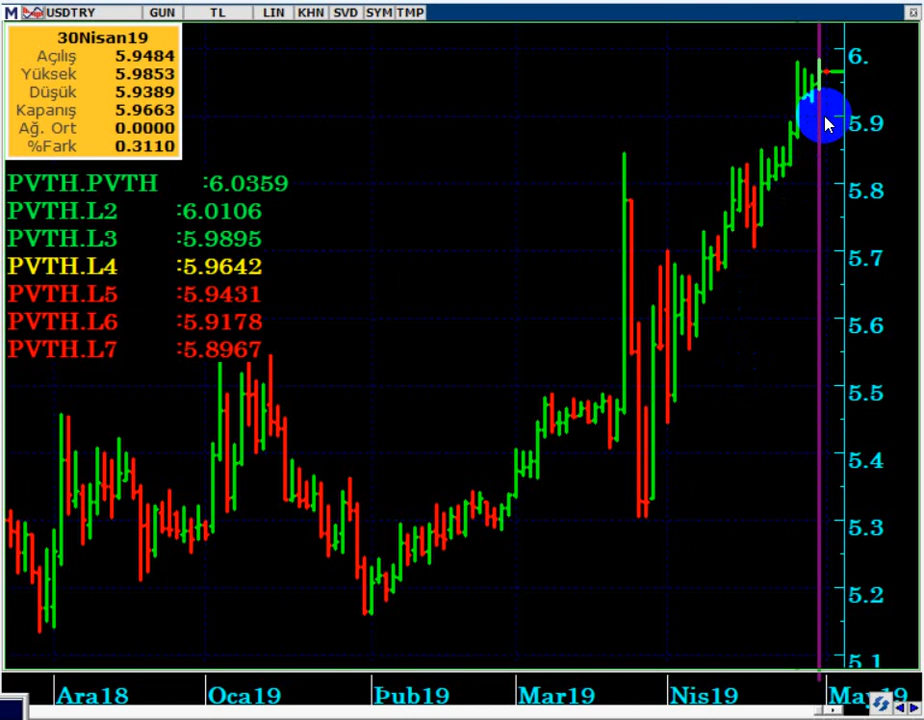 M USDTRY GUN TL LIN KHN SVD SYM TMP
30Nisan19
Açılış 5.9484
Yüksek 5.9853
Düşük 5.9389
Kapanış 5.9663
Ağ. Ort 0.0000
%Fark 0.3110
PVTH.PVTH :6.0359
PVTH.L2 :6.0106
PVTH.L3 :5.9895
PVTH.L4 :5.9642
PVTH.L5 :5.9431
PVTH.L6 :5.9178
PVTH.L7 :5.8967
6.
5.9
5.8
5.7
5.6
5.5
5.4
5.3
5.2
5.1
Ara18 Oca19 Þub19 Mar19 Nis19 May19